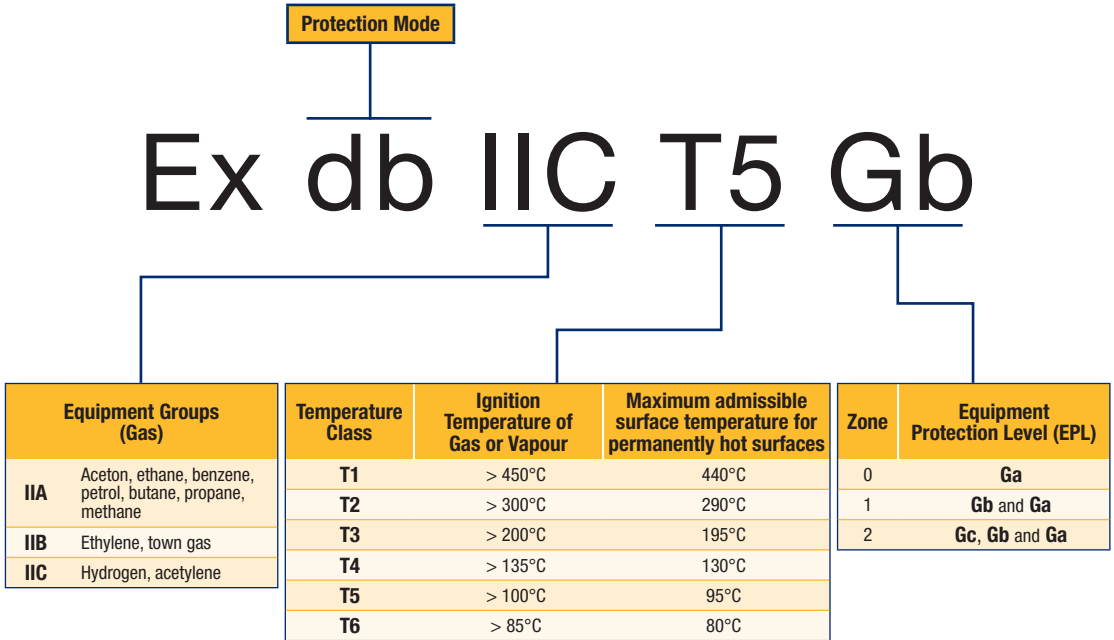 Protection Mode
Ex db IIC T5 Gb
Equipment Groups
(Gas)
IIA
Aceton, ethane, benzene,
petrol, butane, propane,
methane
IIB Ethylene, town gas
IIC Hydrogen, acetylene
Temperature
Class
Ignition
Temperature of
Gas or Vapour
Maximum admissible
surface temperature for
permanently hot surfaces
T1 > 450°C 440°C
T2 > 300°C 290°C
T3 > 200°C 195°C
T4 > 135°C 130°C
T5 > 100°C 95°C
T6 > 85°C 80°C
Zone
Equipment
Protection Level (EPL)
0 Ga
1 Gb and Ga
2 Gc, Gb and Ga